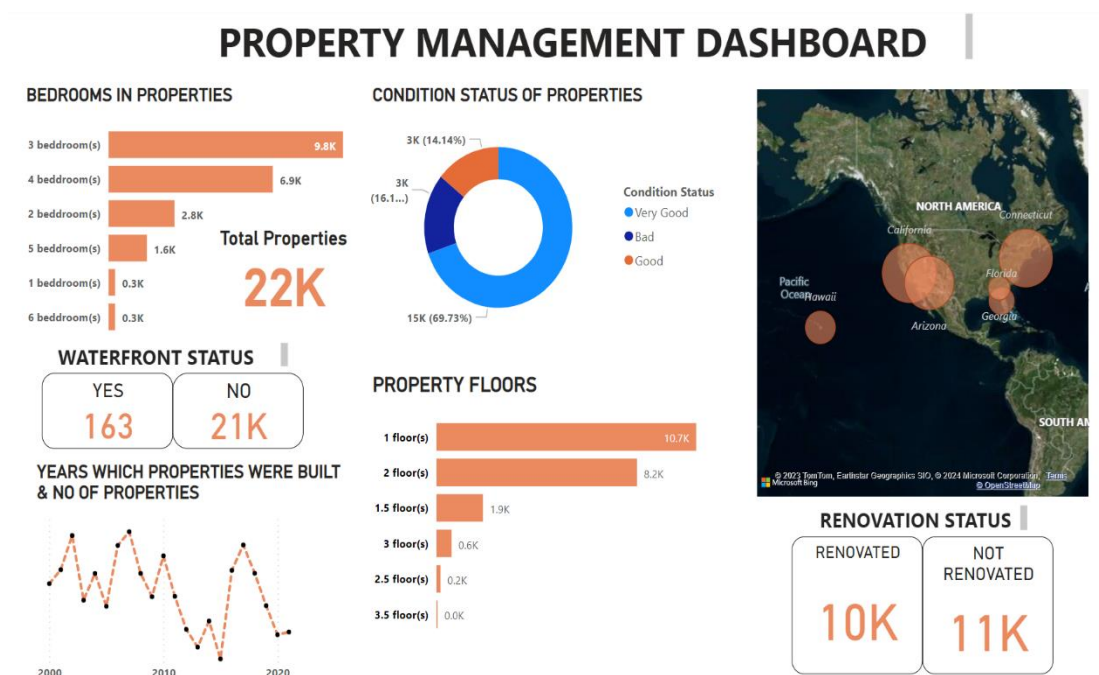 PROPERTY MANAGEMENT DASHBOARD
BEDROOMS IN PROPERTIES
3 beddroom(s)
9.8K
4 beddroom(s)
6.9K
2 beddroom(s)
2.8K
5 beddroom(s)
1.6K
1 beddroom(s)
0.3K
6 beddroom(s)
0.3K
Total Properties
22K
CONDITION STATUS OF PROPERTIES
3K (14.14%)
3K
(16.1...)
15K (69.73%)
Condition Status
Very Good
Bad
Good
NORTH AMERICA
Connecticut
California
Florida
Pacific
Ocean
Hawaii
Georgia
Arizona
SOUTH AM
© 2023 TomTom, Earthstar Geographics SIO, © 2024 Microsoft Corporation, Terms
Microsoft Bing
© OpenStreetMap
WATERFRONT STATUS
YES
163
NO
21K
YEARS WHICH PROPERTIES WERE BUILT
& NO OF PROPERTIES
2000
2010
2020
PROPERTY FLOORS
1 floor(s)
10.7K
2 floor(s)
8.2K
1.5 floor(s)
1.9K
3 floor(s)
0.6K
2.5 floor(s)
0.2K
3.5 floor(s)
0.0K
RENOVATION STATUS
RENOVATED
10K
NOT
RENOVATED
11K